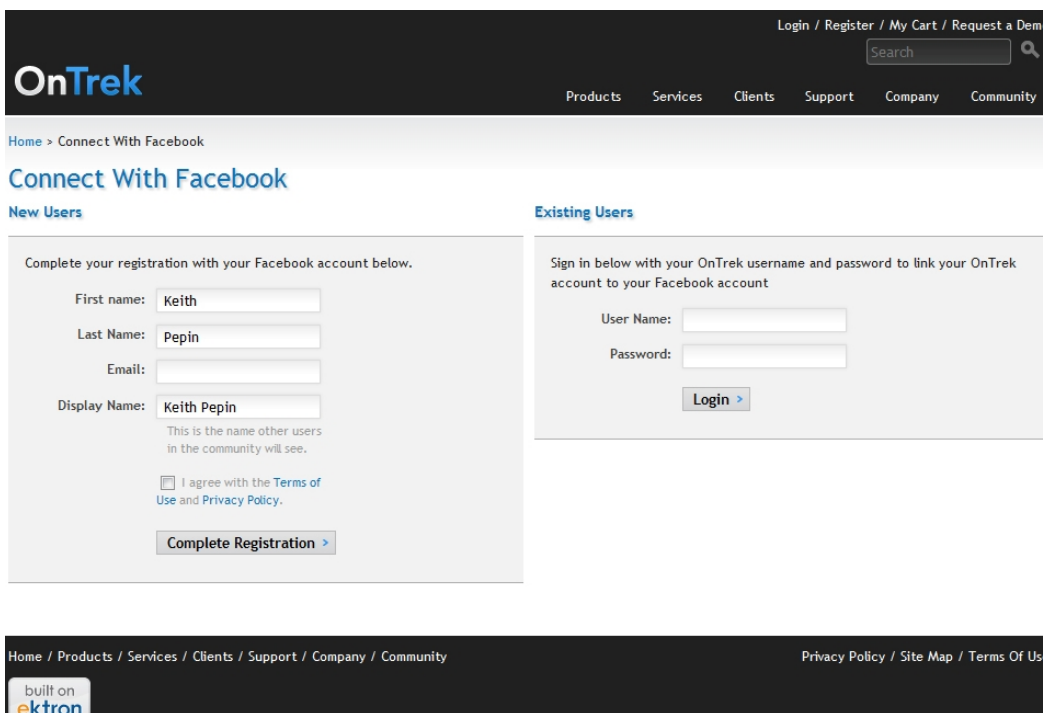 Login / Register / My Cart / Request a Dem
Search
OnTrek
Products Services Clients Support Company Community
Home > Connect With Facebook
Connect With Facebook
New Users
Complete your registration with your Facebook account below.
First name: Keith
Last Name: Pepin
Email:
Display Name: Keith Pepin
This is the name other users
in the community will see.
I agree with the Terms of
Use and Privacy Policy.
Complete Registration >
Existing Users
Sign in below with your OnTrek username and password to link your OnTrek
account to your Facebook account
User Name:
Password:
Login >
Home / Products / Services / Clients / Support / Company / Community
Privacy Policy / Site Map / Terms Of Us
built on
ektron